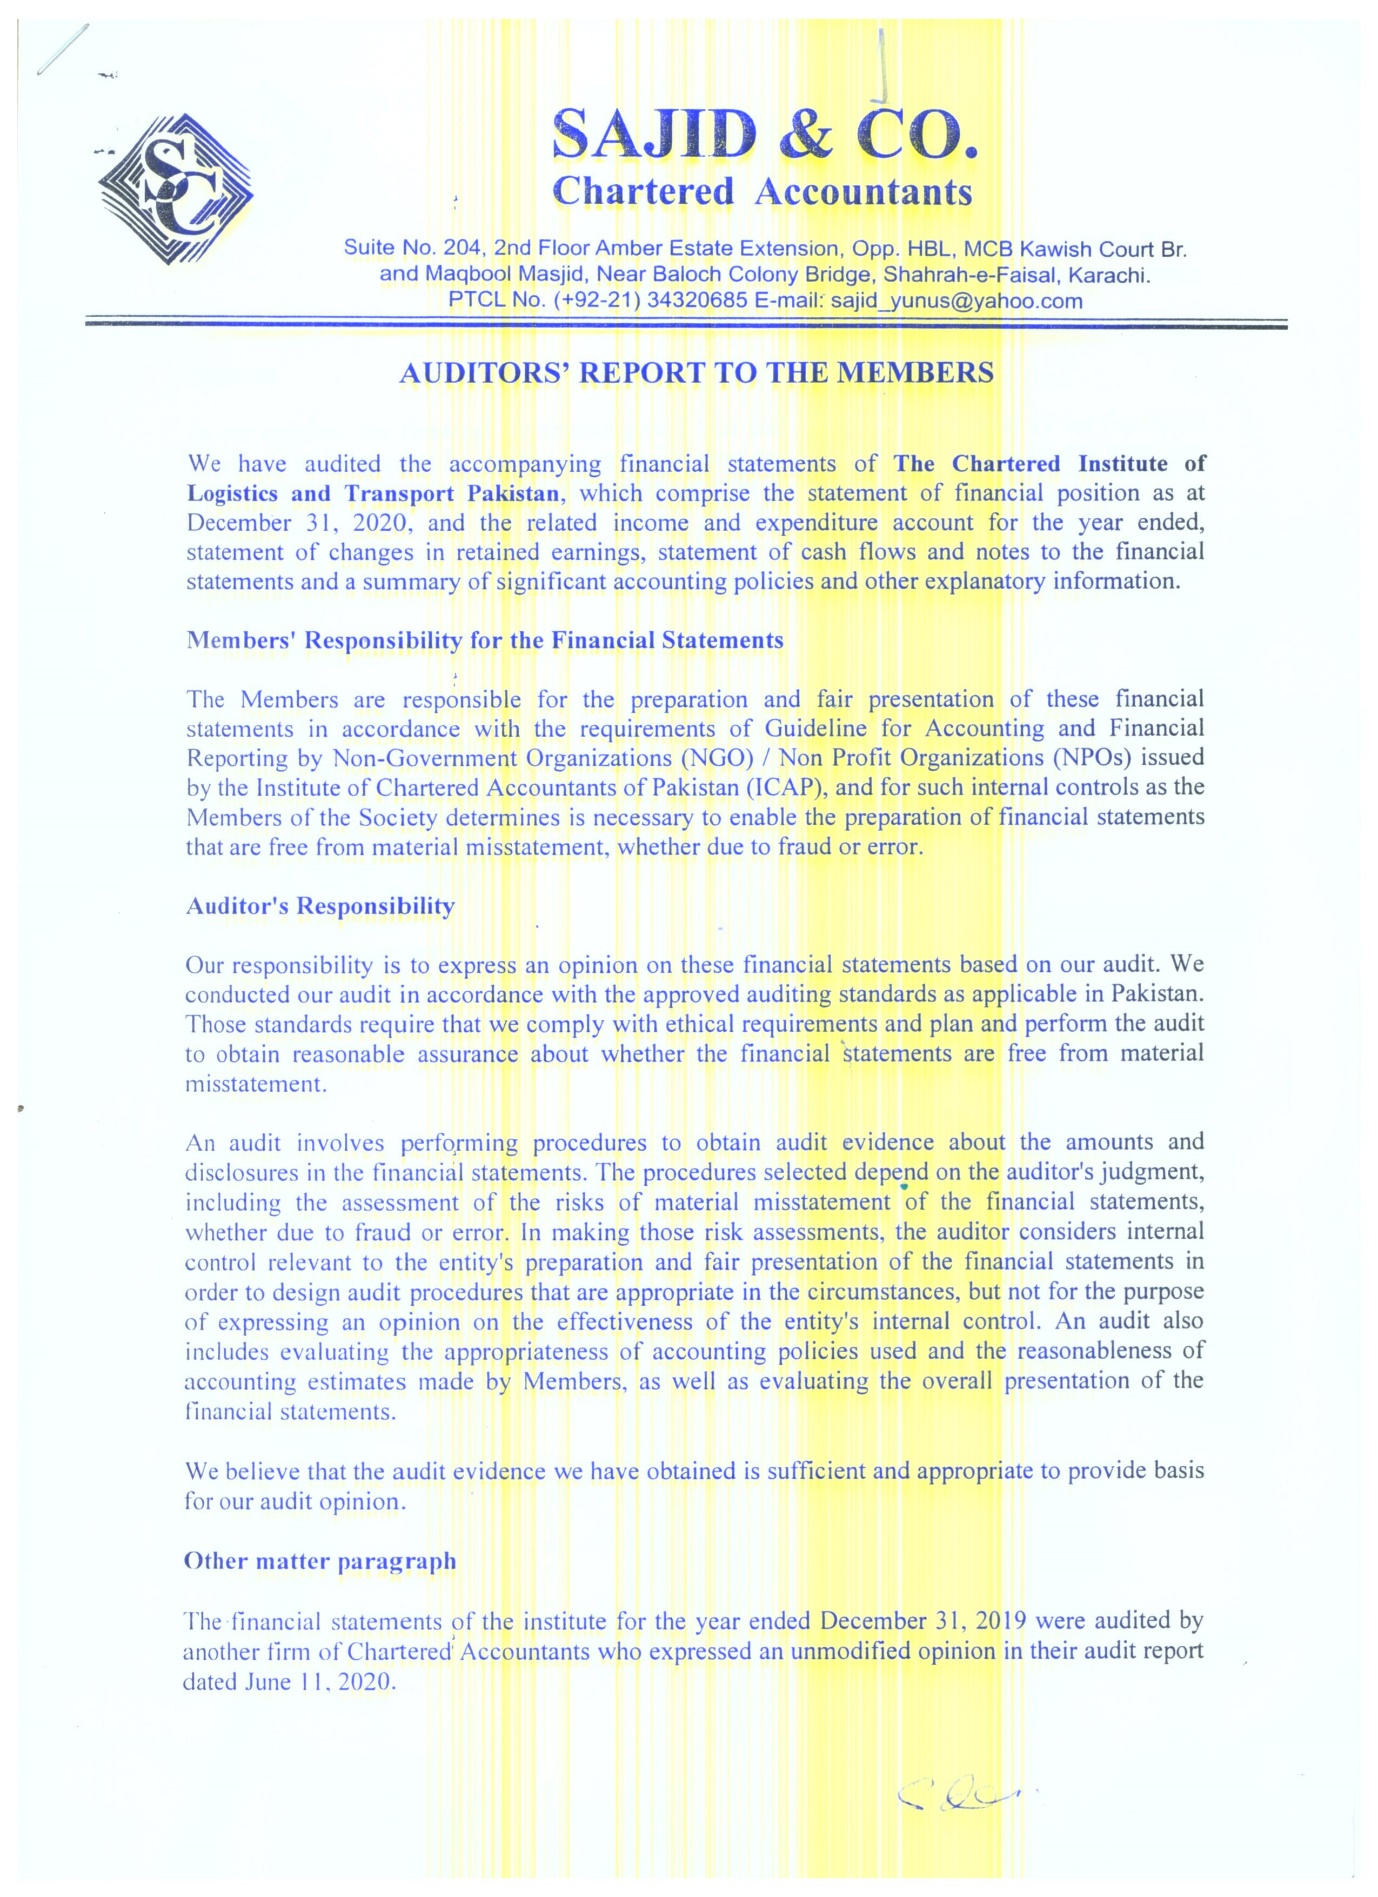 SC
SAJID & CO.
Chartered Accountants
Suite No. 204, 2nd Floor Amber Estate Extension, Opp. HBL, MCB Kawish Court Br.
and Maqbool Masjid, Near Baloch Colony Bridge, Shahrah-e-Faisal, Karachi.
PTCL No. (+92-21) 34320685 E-mail: sajid_yunus@yahoo.com
AUDITORS' REPORT TO THE MEMBERS
We have audited the accompanying financial statements of The Chartered Institute of
Logistics and Transport Pakistan, which comprise the statement of financial position as at
December 31, 2020, and the related income and expenditure account for the year ended,
statement of changes in retained earnings, statement of cash flows and notes to the financial
statements and a summary of significant accounting policies and other explanatory information.
Members' Responsibility for the Financial Statements
The Members are responsible for the preparation and fair presentation of these financial
statements in accordance with the requirements of Guideline for Accounting and Financial
Reporting by Non-Government Organizations (NGO) / Non Profit Organizations (NPOs) issued
by the Institute of Chartered Accountants of Pakistan (ICAP), and for such internal controls as the
Members of the Society determines is necessary to enable the preparation of financial statements
that are free from material misstatement, whether due to fraud or error.
Auditor's Responsibility
Our responsibility is to express an opinion on these financial statements based on our audit. We
conducted our audit in accordance with the approved auditing standards as applicable in Pakistan.
Those standards require that we comply with ethical requirements and plan and perform the audit
to obtain reasonable assurance about whether the financial statements are free from material
misstatement.
An audit involves performing procedures to obtain audit evidence about the amounts and
disclosures in the financial statements. The procedures selected depend on the auditor's judgment,
including the assessment of the risks of material misstatement of the financial statements,
whether due to fraud or error. In making those risk assessments, the auditor considers internal
control relevant to the entity's preparation and fair presentation of the financial statements in
order to design audit procedures that are appropriate in the circumstances, but not for the purpose
of expressing an opinion on the effectiveness of the entity's internal control. An audit also
includes evaluating the appropriateness of accounting policies used and the reasonableness of
accounting estimates made by Members, as well as evaluating the overall presentation of the
financial statements.
We believe that the audit evidence we have obtained is sufficient and appropriate to provide basis
for our audit opinion.
Other matter paragraph
The financial statements of the institute for the year ended December 31, 2019 were audited by
another firm of Chartered Accountants who expressed an unmodified opinion in their audit report
dated June 11, 2020.